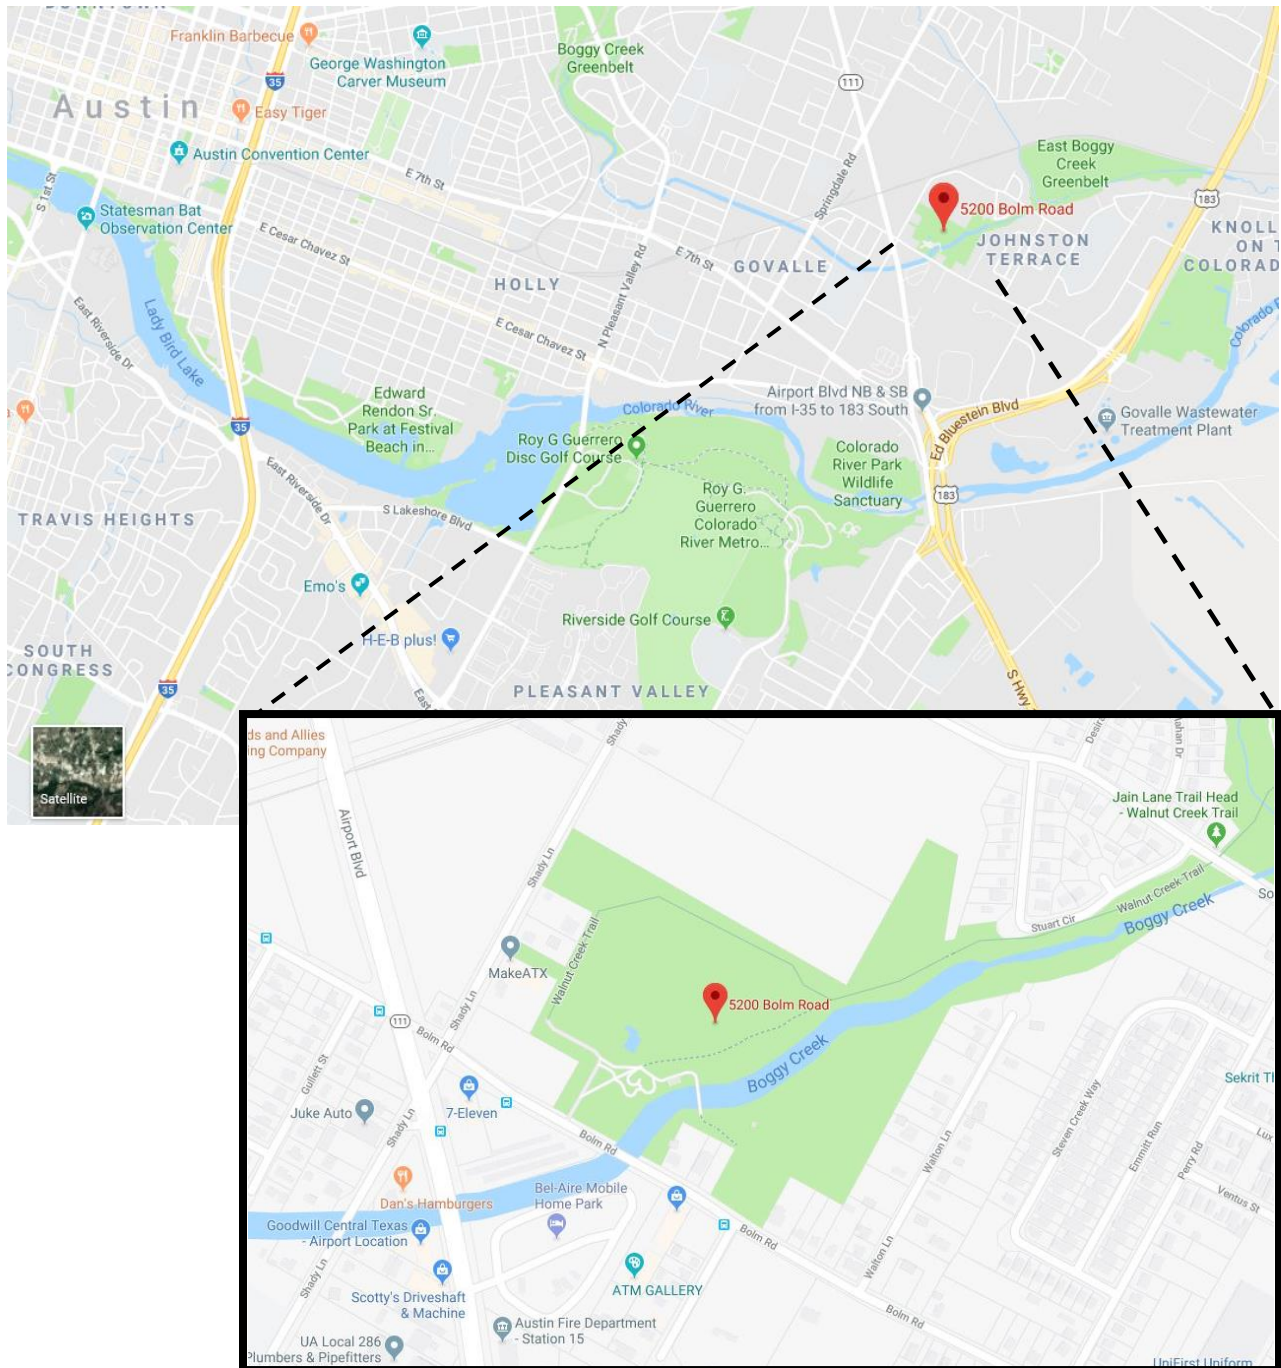 Franklin Barbecue
George Washington
Carver Museum
Boggy Creek
Greenbelt
35
111
Austin
Easy Tiger
Austin Convention Center
East Boggy
Creek
Greenbelt
E 7th St
Springdale Rd
S 1st St
Statesman Bat
Observation Center
183
5200 Bolm Road
E Cesar Chavez St
JOHNSTON
TERRACE
E 7th St
GOVALLE
HOLLY
N Pleasant Valley Rd
East Riverside Dr
Lady Bird Lake
E Cesar Chavez St
Edward
Rendon Sr.
Park at Festival
Beach in...
Colorado River
Airport Blvd NB & SB
from I-35 to 183 South
Ed Bluestein Blvd
Govalle Wastewater
Treatment Plant
35
Roy G Guerrero
Disc Golf Course
Colorado
River Park
Wildlife
Sanctuary
East Riverside Dr
Roy G.
Guerrero
Colorado
River Metro...
183
TRAVIS HEIGHTS
S Lakeshore Blvd
Emo's
Riverside Golf Course
H-E-B plus!
SOUTH
35
PLEASANT VALLEY
S Hwy
East
Satellite
ds and Allies
ing Company
Shady
Airport Blvd
Jain Lane Trail Head
- Walnut Creek Trail
Shady Ln
Walnut Creek Trail
Stuart Cir
Boggy Creek
So
Walnut Creek Trail
MakeATX
5200 Bolm Road
Shady Ln
111
Bolm Rd
Boggy Creek
Gullett St
Sekrit
7-Eleven
Juke Auto
Shady Ln
Bolm Rd
Walton Ln
Steven Creek Way
Emmitt Run
Perry Rd
Lux
Ventus St
Dan's Hamburgers
Bel-Aire Mobile
Home Park
Goodwill Central Texas
- Airport Location
Bolm Rd
Walton Ln
Shady Ln
Scotty's Driveshaft
& Machine
ATM GALLERY
Bolm Rd
Austin Fire Department
- Station 15
UA Local 286
Plumbers & Pipefitters
UniFirst Uniform